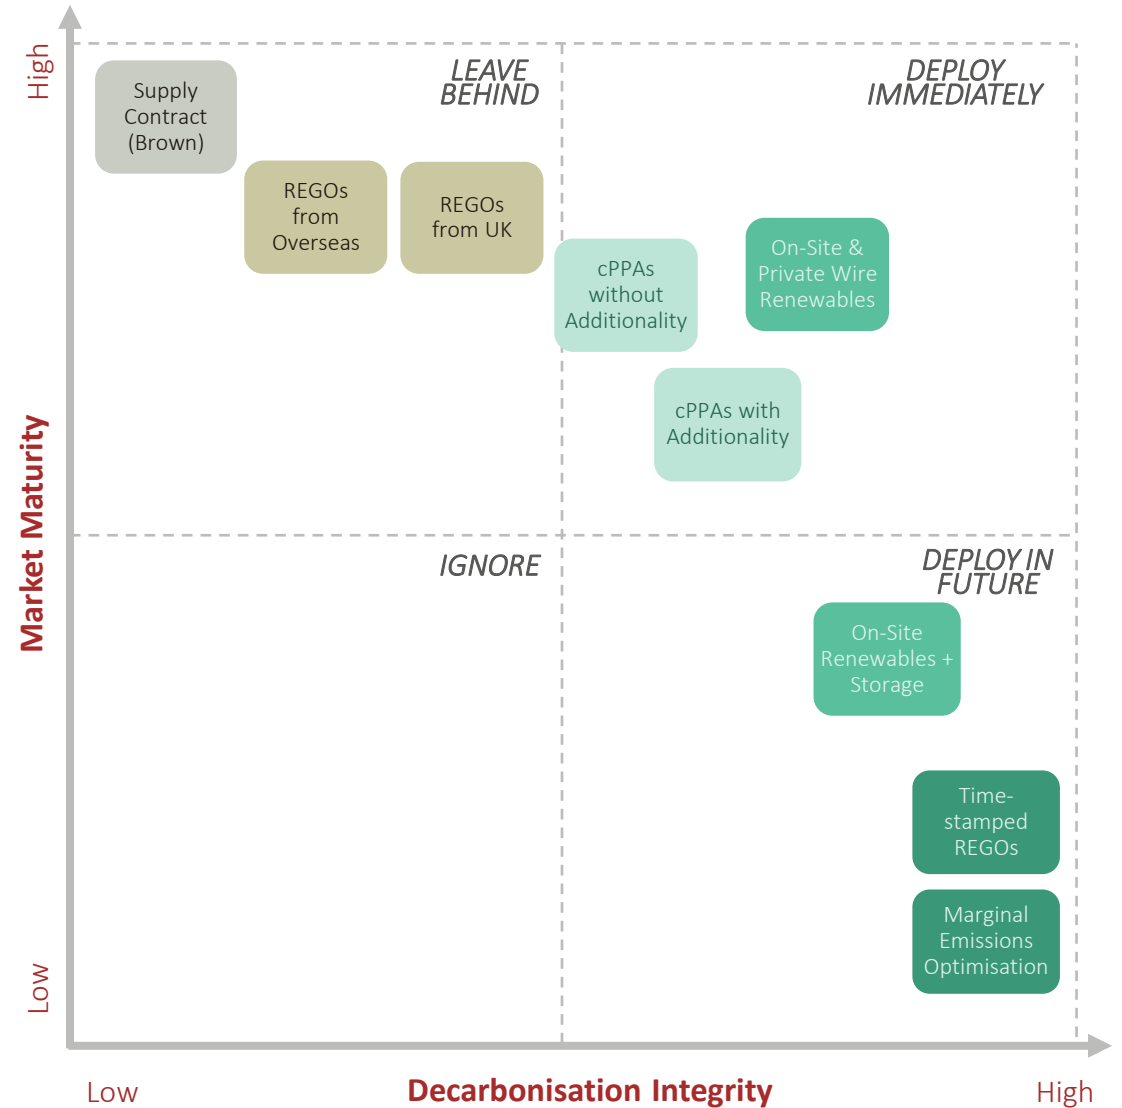 High
LEAVE
BEHIND
DEPLOY
IMMEDIATELY
Supply
Contract
(Brown)
REGOs
from
Overseas
REGOs
from UK
cPPAs
without
Additionality
On-Site &
Private Wire
Renewables
cPPAs with
Additionality
Market Maturity
IGNORE
DEPLOY IN
FUTURE
On-Site
Renewables +
Storage
Time-
stamped
REGOs
Marginal
Emissions
Optimisation
Low
Low
Decarbonisation Integrity
High